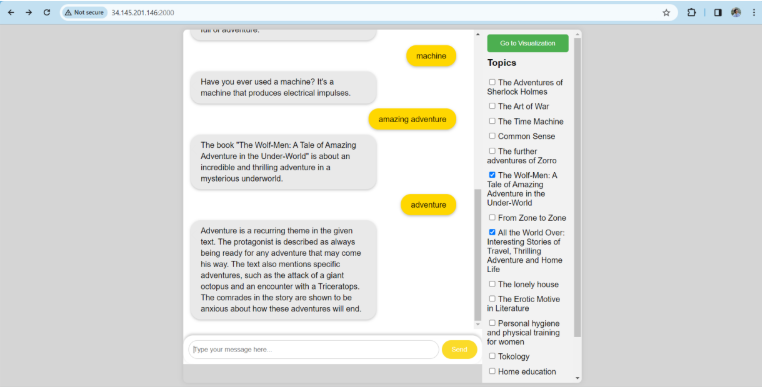 Not secure 34.145.201.146:2000
full of adventure.
machine
Have you ever used a machine? It's a
machine that produces electrical impulses.
amazing adventure
The book "The Wolf-Men: A Tale of Amazing
Adventure in the Under-World" is about an
incredible and thrilling adventure in a
mysterious underworld.
adventure
Adventure is a recurring theme in the given
text. The protagonist is described as always
being ready for any adventure that may come
his way. The text also mentions specific
adventures, such as the attack of a giant
octopus and an encounter with a Triceratops.
The comrades in the story are shown to be
anxious about how these adventures will end.
Type your message here...
Send
Go to Visualization
Topics
The Adventures of
Sherlock Holmes
The Art of War
The Time Machine
Common Sense
The further
adventures of Zorro
The Wolf-Men: A
Tale of Amazing
Adventure in the
Under-World
From Zone to Zone
All the World Over:
Interesting Stories of
Travel, Thrilling
Adventure and Home
Life
The lonely house
The Erotic Motive
in Literature
Personal hygiene
and physical training
for women
Tokology
Home education